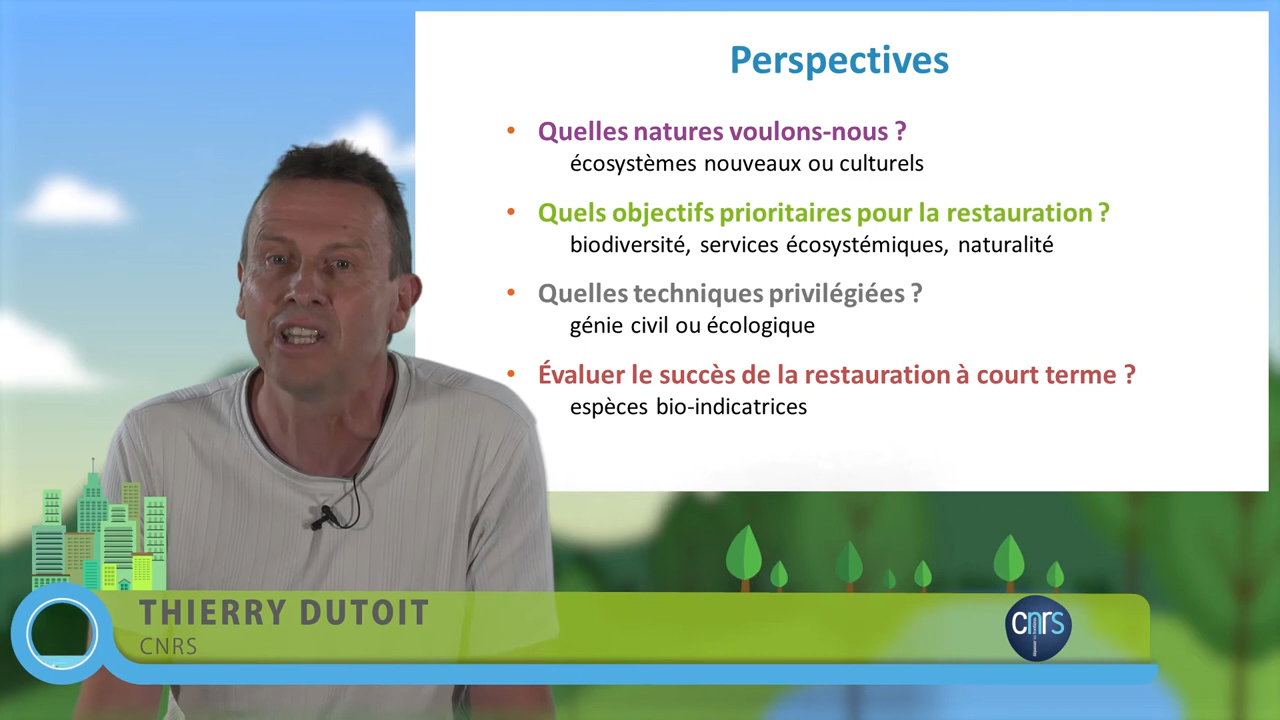 Perspectives
• Quelles natures voulons-nous ?
écosystèmes nouveaux ou culturels
• Quels objectifs prioritaires pour la restauration ?
biodiversité, services écosystémiques, naturalité
• Quelles techniques privilégiées ?
génie civil ou écologique
• Évaluer le succès de la restauration à court terme ?
espèces bio-indicatrices
THIERRY DUTOIT
CNRS
cnrs